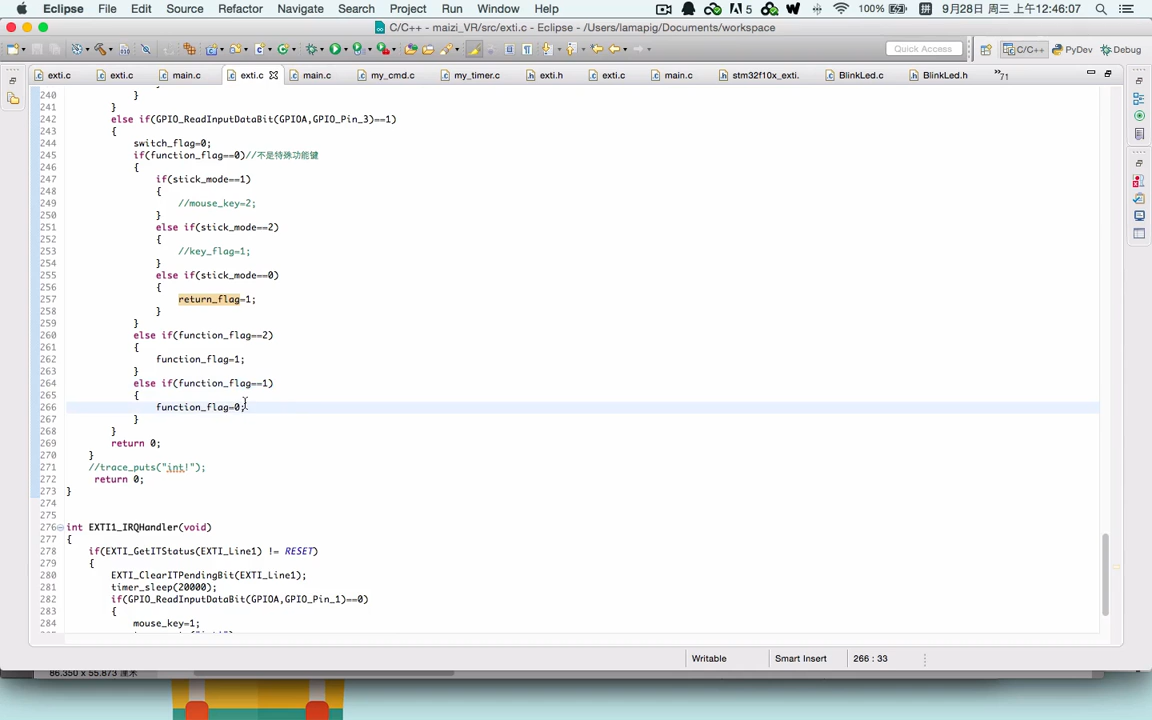 Eclipse File Edit Source Refactor Navigate Search Project Run Window Help 5 100% 拼 9月28日 周三 上午12:46:07
C/C++ - maizi_VR/src/exti.c - Eclipse - /Users/lamapig/Documents/workspace
Quick Access C/C++ PyDev Debug
exti.c exti.c main.c exti.c main.c my_cmd.c my_timer.c exti.h exti.c main.c stm32f10x_exti. BlinkLed.c BlinkLed.h »71
240 }
241 }
242 else if(GPIO_ReadInputDataBit(GPIOA,GPIO_Pin_3)==1)
243 {
244 switch_flag=0;
245 if(function_flag==0)//不是特殊功能键
246 {
247 if(stick_mode==1)
248 {
249 //mouse_key=2;
250 }
251 else if(stick_mode==2)
252 {
253 //key_flag=1;
254 }
255 else if(stick_mode==0)
256 {
257 return_flag=1;
258 }
259 }
260 else if(function_flag==2)
261 {
262 function_flag=1;
263 }
264 else if(function_flag==1)
265 {
266 function_flag=0;
267 }
268 }
269 return 0;
270 }
271 //trace_puts("int!");
272 return 0;
273 }
274
275
276 int EXTI1_IRQHandler(void)
277 {
278 if(EXTI_GetITStatus(EXTI_Line1) != RESET)
279 {
280 EXTI_ClearITPendingBit(EXTI_Line1);
281 timer_sleep(20000);
282 if(GPIO_ReadInputDataBit(GPIOA,GPIO_Pin_1)==0)
283 {
284 mouse_key=1;
Writable Smart Insert 266 : 33
86.350 x 55.873 厘米